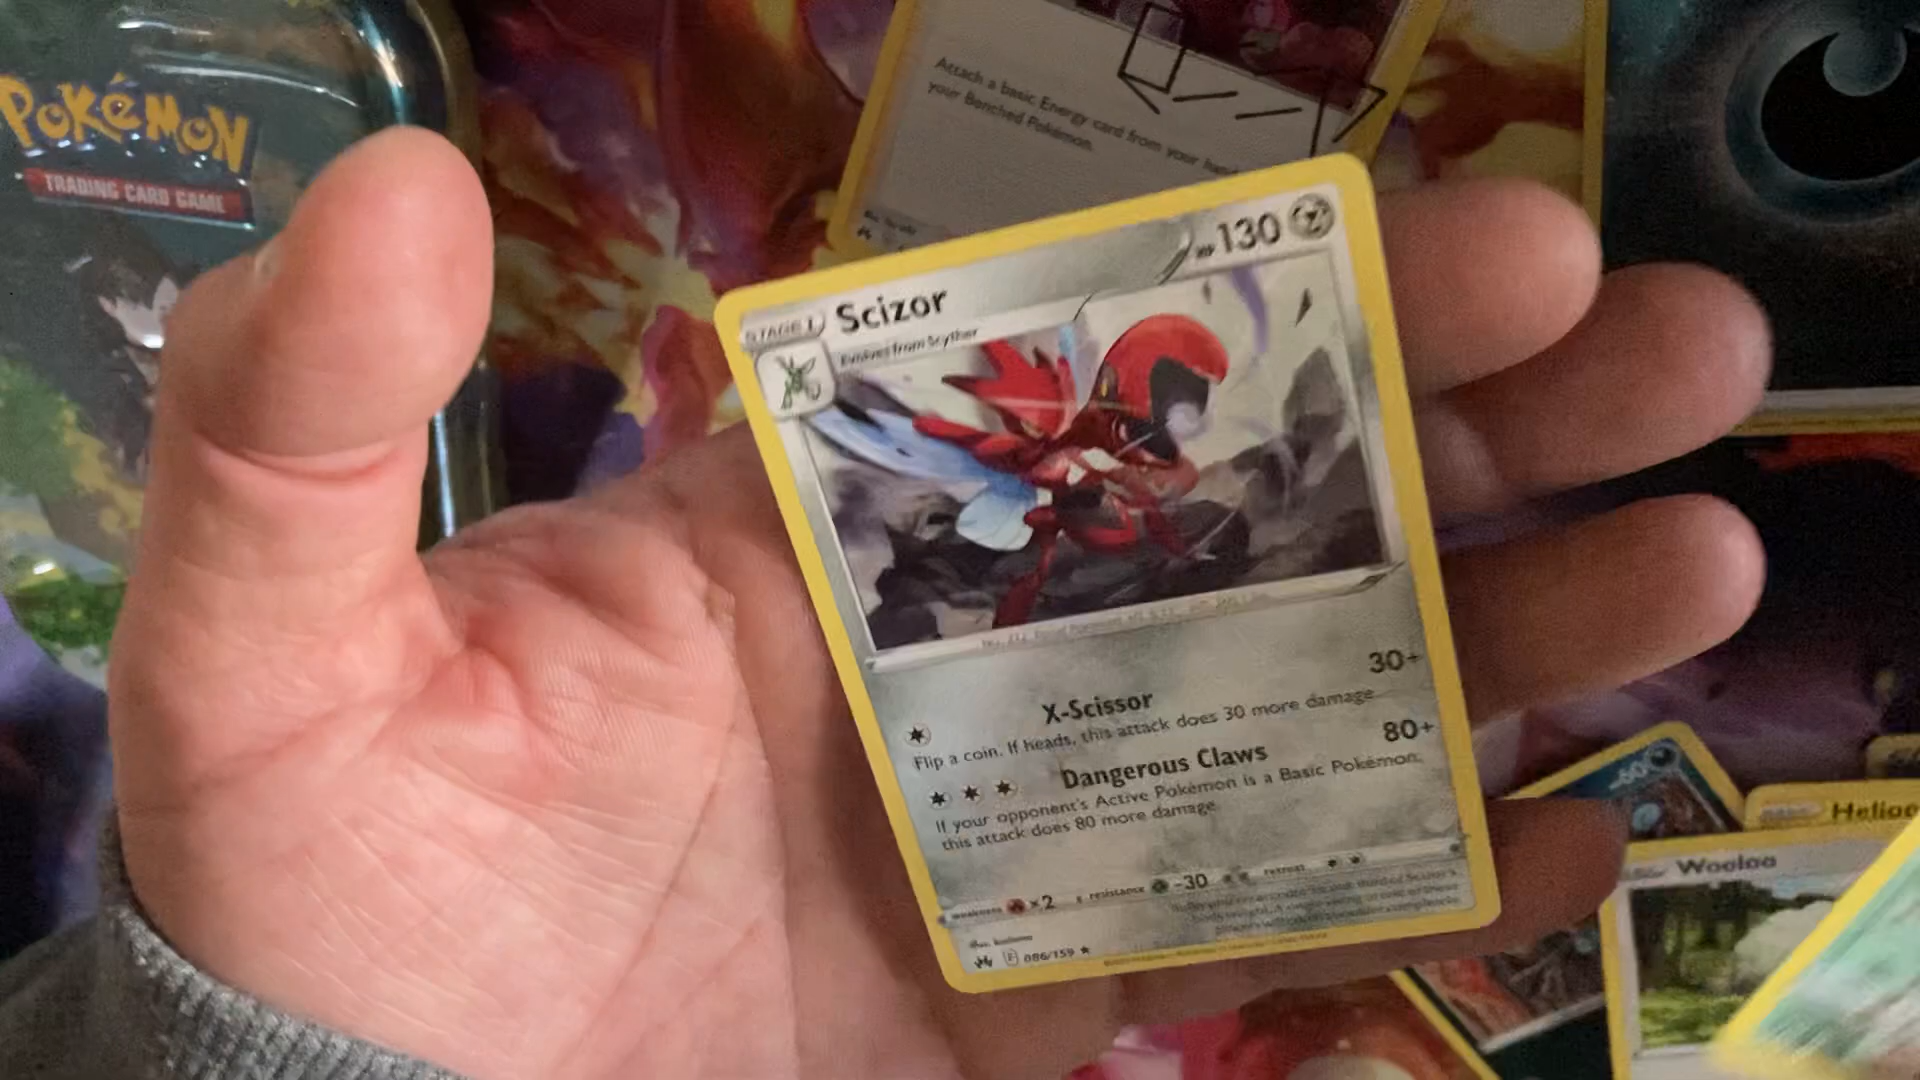 POKéMON
TRADING CARD GAME
Attach a basic Energy card from your hand
your Benched Pokémon.
STAGE 1
Scizor
130
Evolves from Scyther
X-Scissor
30+
Flip a coin. If heads, this attack does 30 more damage
Dangerous Claws
80+
If your opponent's Active Pokémon is a Basic Pokémon,
this attack does 80 more damage.
weakness ×2 resistance -30 retreat
F 086/159 ★
60
Wooloo